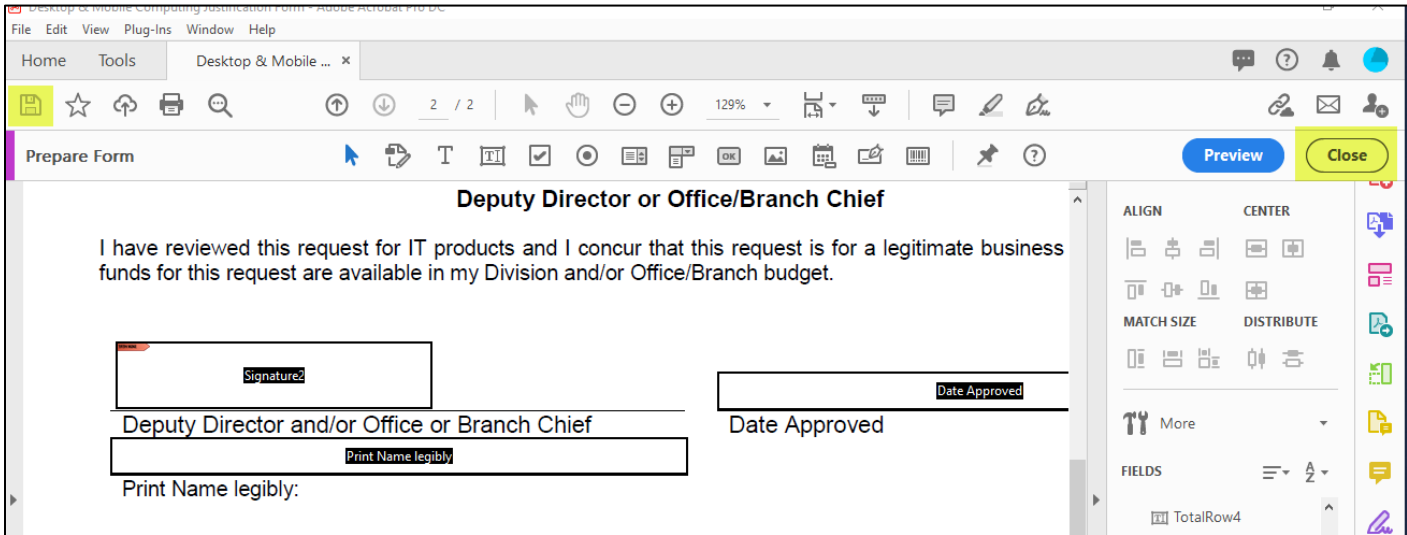 Desktop & Mobile Computing Justification Form - Adobe Acrobat Pro DC
File Edit View Plug-Ins Window Help
Home Tools Desktop & Mobile ... ×
2 / 2 129%
Prepare Form T OK Preview Close
Deputy Director or Office/Branch Chief
I have reviewed this request for IT products and I concur that this request is for a legitimate business
funds for this request are available in my Division and/or Office/Branch budget.
Signature2
Date Approved
Deputy Director and/or Office or Branch Chief
Date Approved
Print Name legibly
Print Name legibly:
ALIGN CENTER
MATCH SIZE DISTRIBUTE
More
FIELDS
TotalRow4